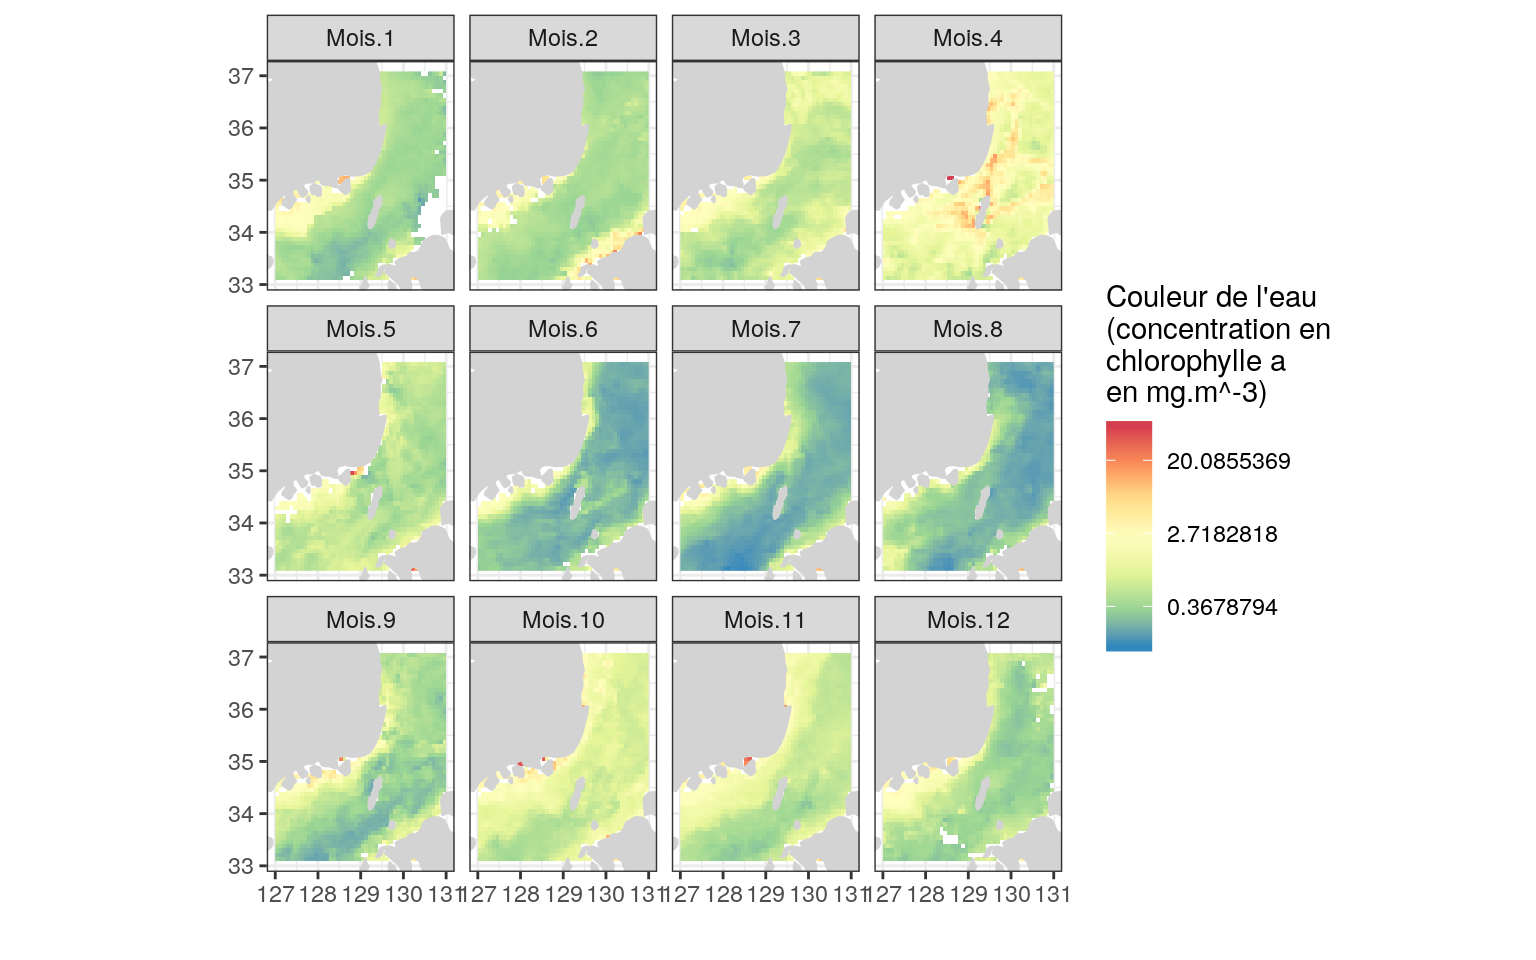 Mois.1 Mois.2 Mois.3 Mois.4
37
36
35
34
33
Mois.5 Mois.6 Mois.7 Mois.8
37
36
35
34
33
Mois.9 Mois.10 Mois.11 Mois.12
37
36
35
34
33
127 128 129 130 131 127 128 129 130 131 127 128 129 130 131 127 128 129 130 131
Couleur de l'eau
(concentration en
chlorophylle a
en mg.m^-3)
20.0855369
2.7182818
0.3678794